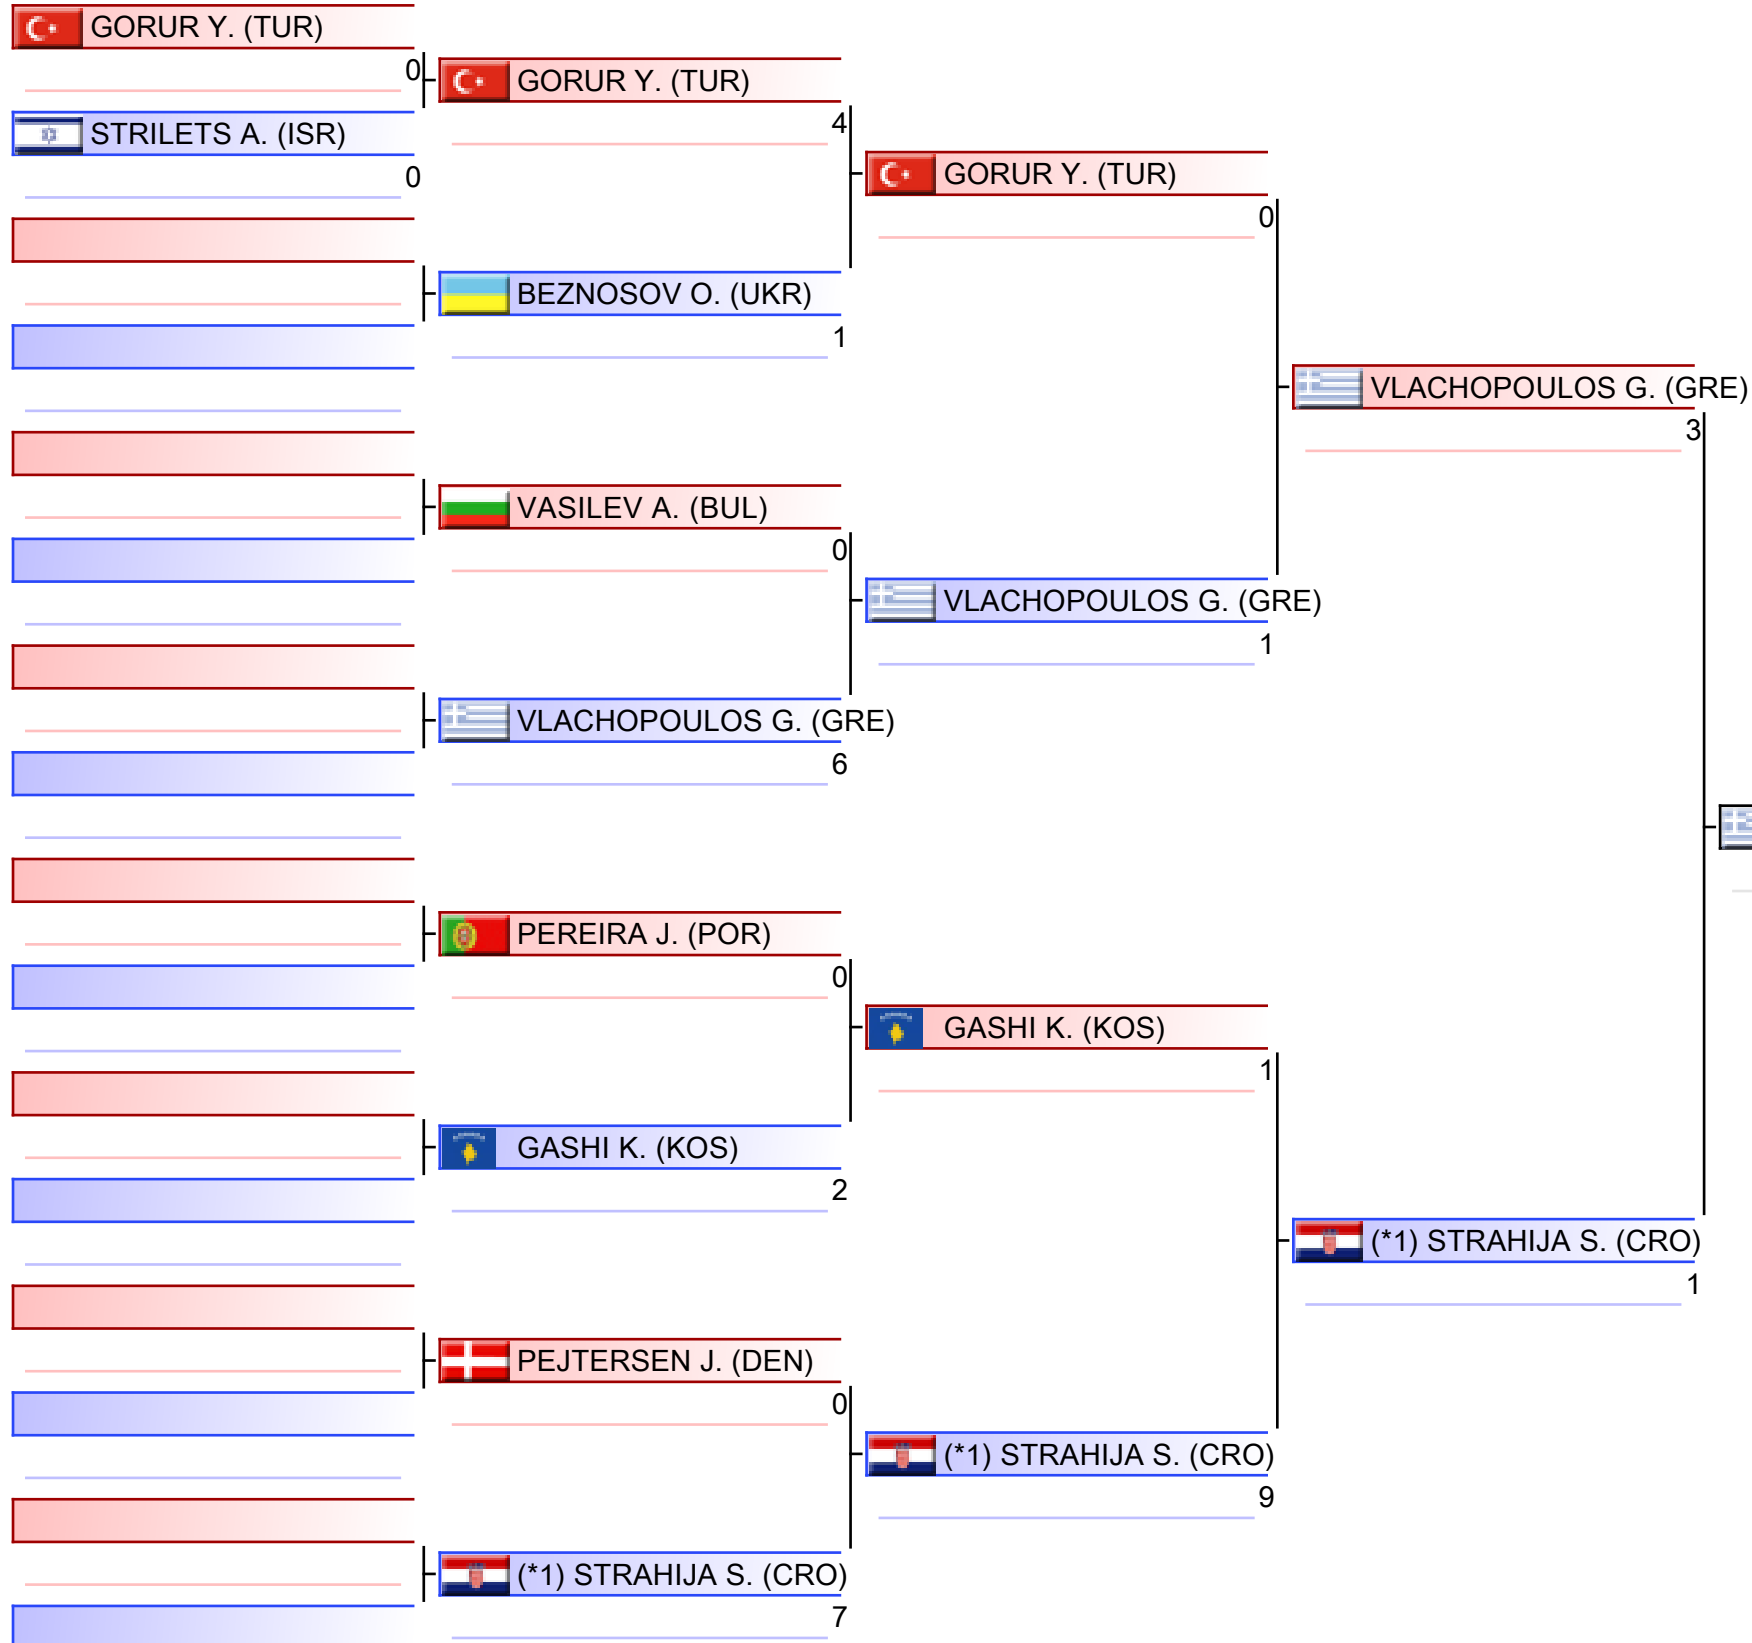 GORUR Y. (TUR)
0
STRILETS A. (ISR)
0
GORUR Y. (TUR)
4
BEZNOSOV O. (UKR)
1
VASILEV A. (BUL)
0
VLACHOPOULOS G. (GRE)
6
PEREIRA J. (POR)
0
GASHI K. (KOS)
2
PEJTERSEN J. (DEN)
0
(*1) STRAHIJA S. (CRO)
7
GORUR Y. (TUR)
0
VLACHOPOULOS G. (GRE)
1
GASHI K. (KOS)
1
(*1) STRAHIJA S. (CRO)
9
VLACHOPOULOS G. (GRE)
3
(*1) STRAHIJA S. (CRO)
1